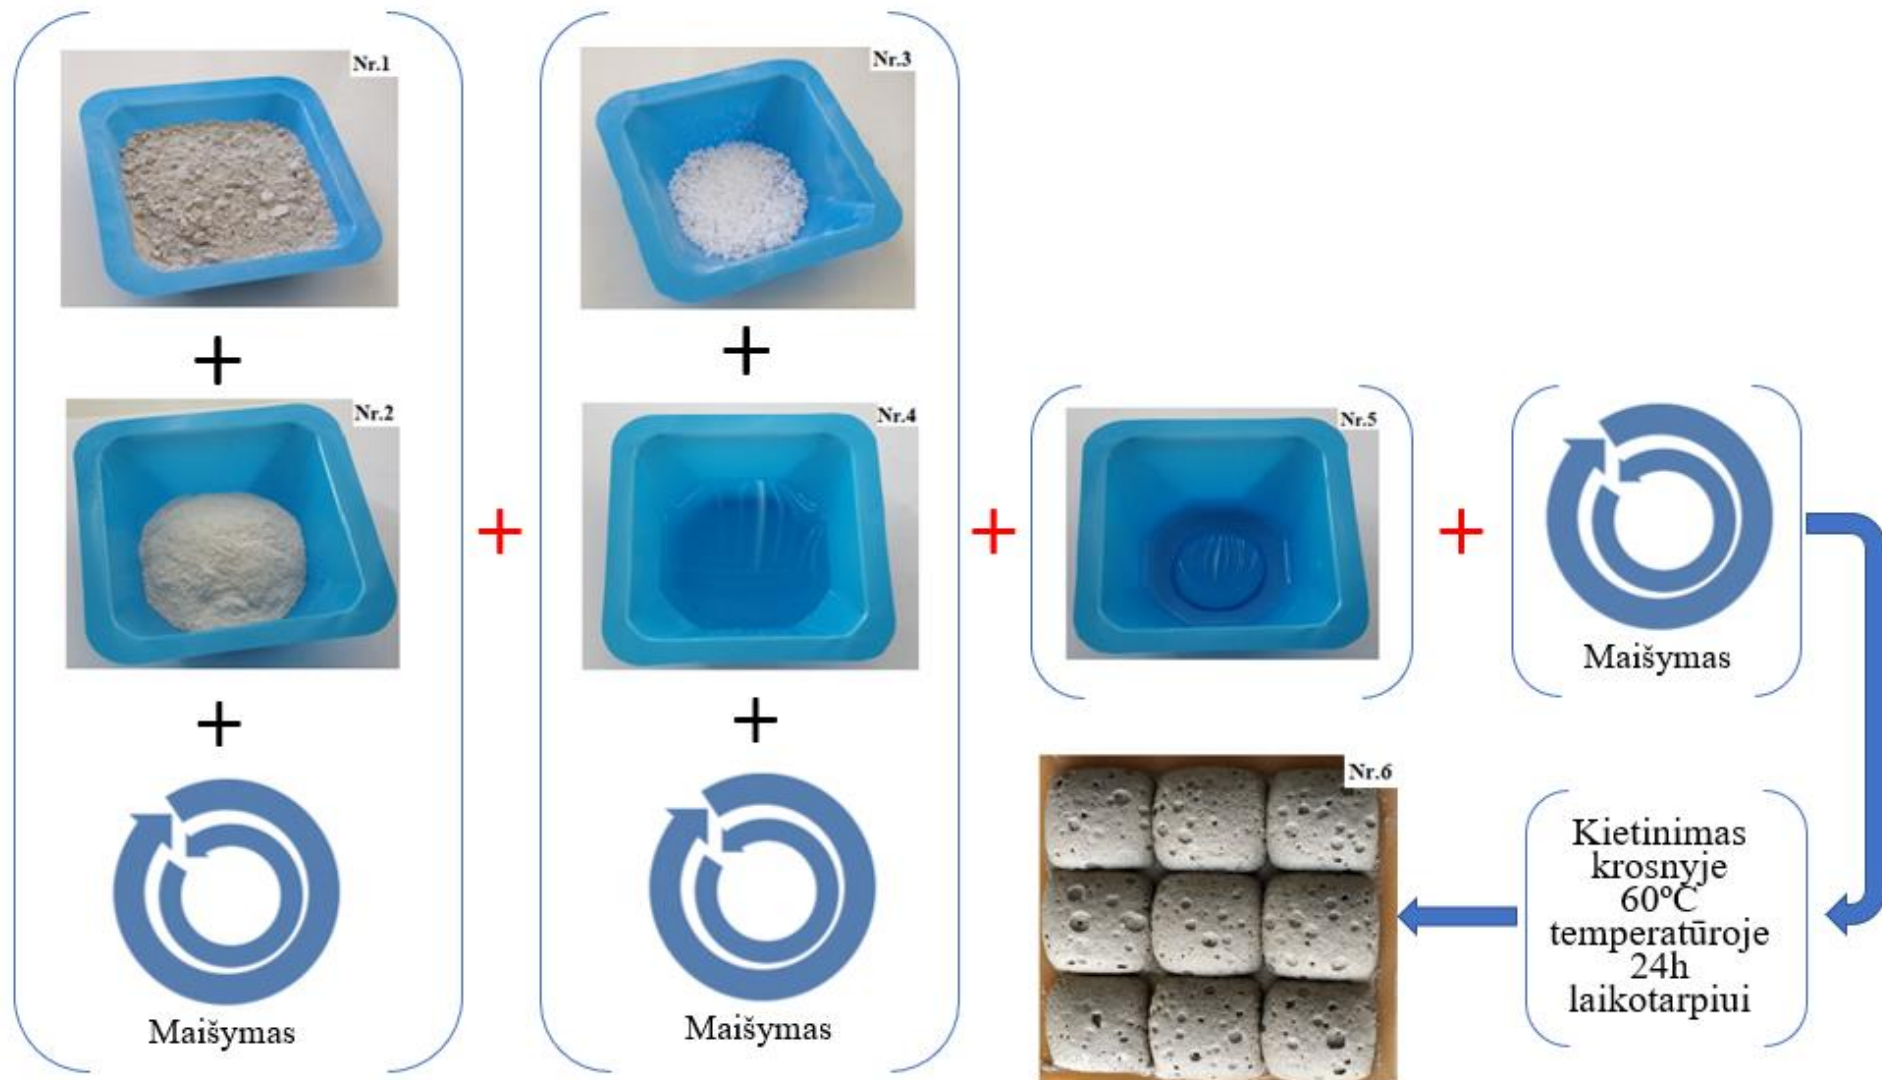 Nr.1
Nr.2
Maišymas
Nr.3
Nr.4
Maišymas
Nr.5
Maišymas
Kietinimas
krosnyje
60°C
temperatūroje
24h
laikotarpiui
Nr.6